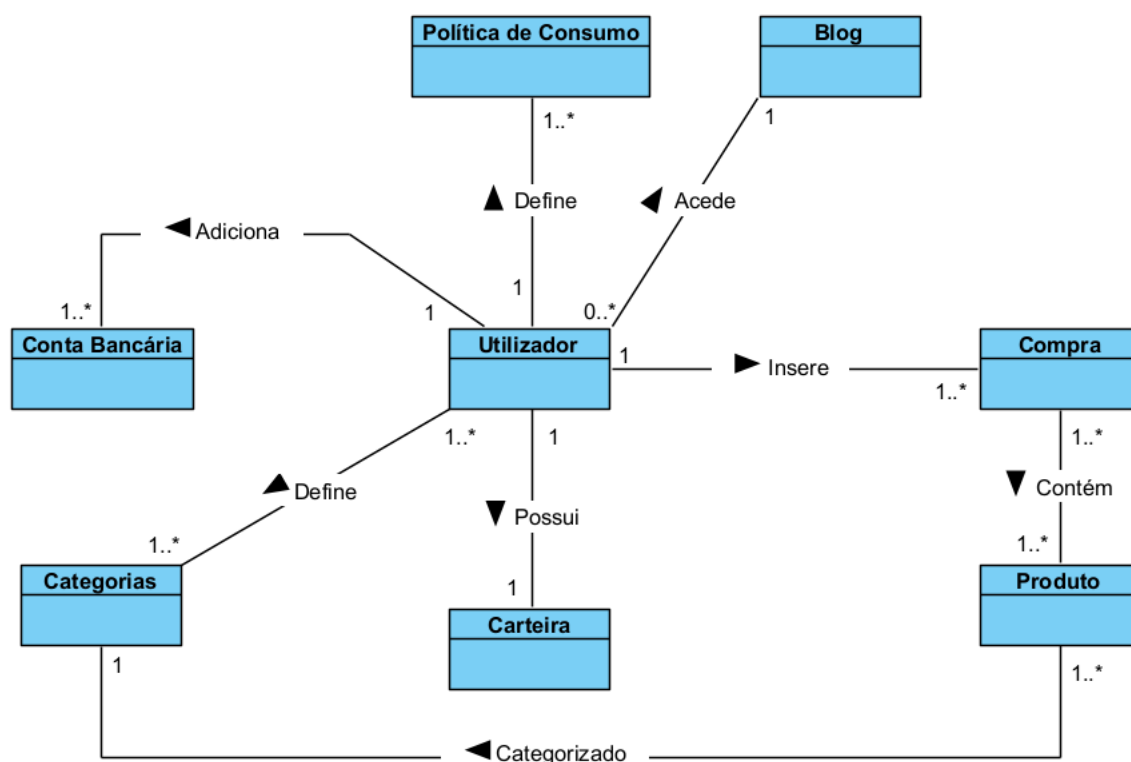 Política de Consumo
Blog
1..*
1
Define
Acede
Adiciona
1..*
1
1
0..*
Conta Bancária
Utilizador
Compra
1
Insere
1..*
1..*
1
1..*
Define
Possui
Contém
1..*
1
1..*
Categorias
Carteira
Produto
1
1..*
Categorizado